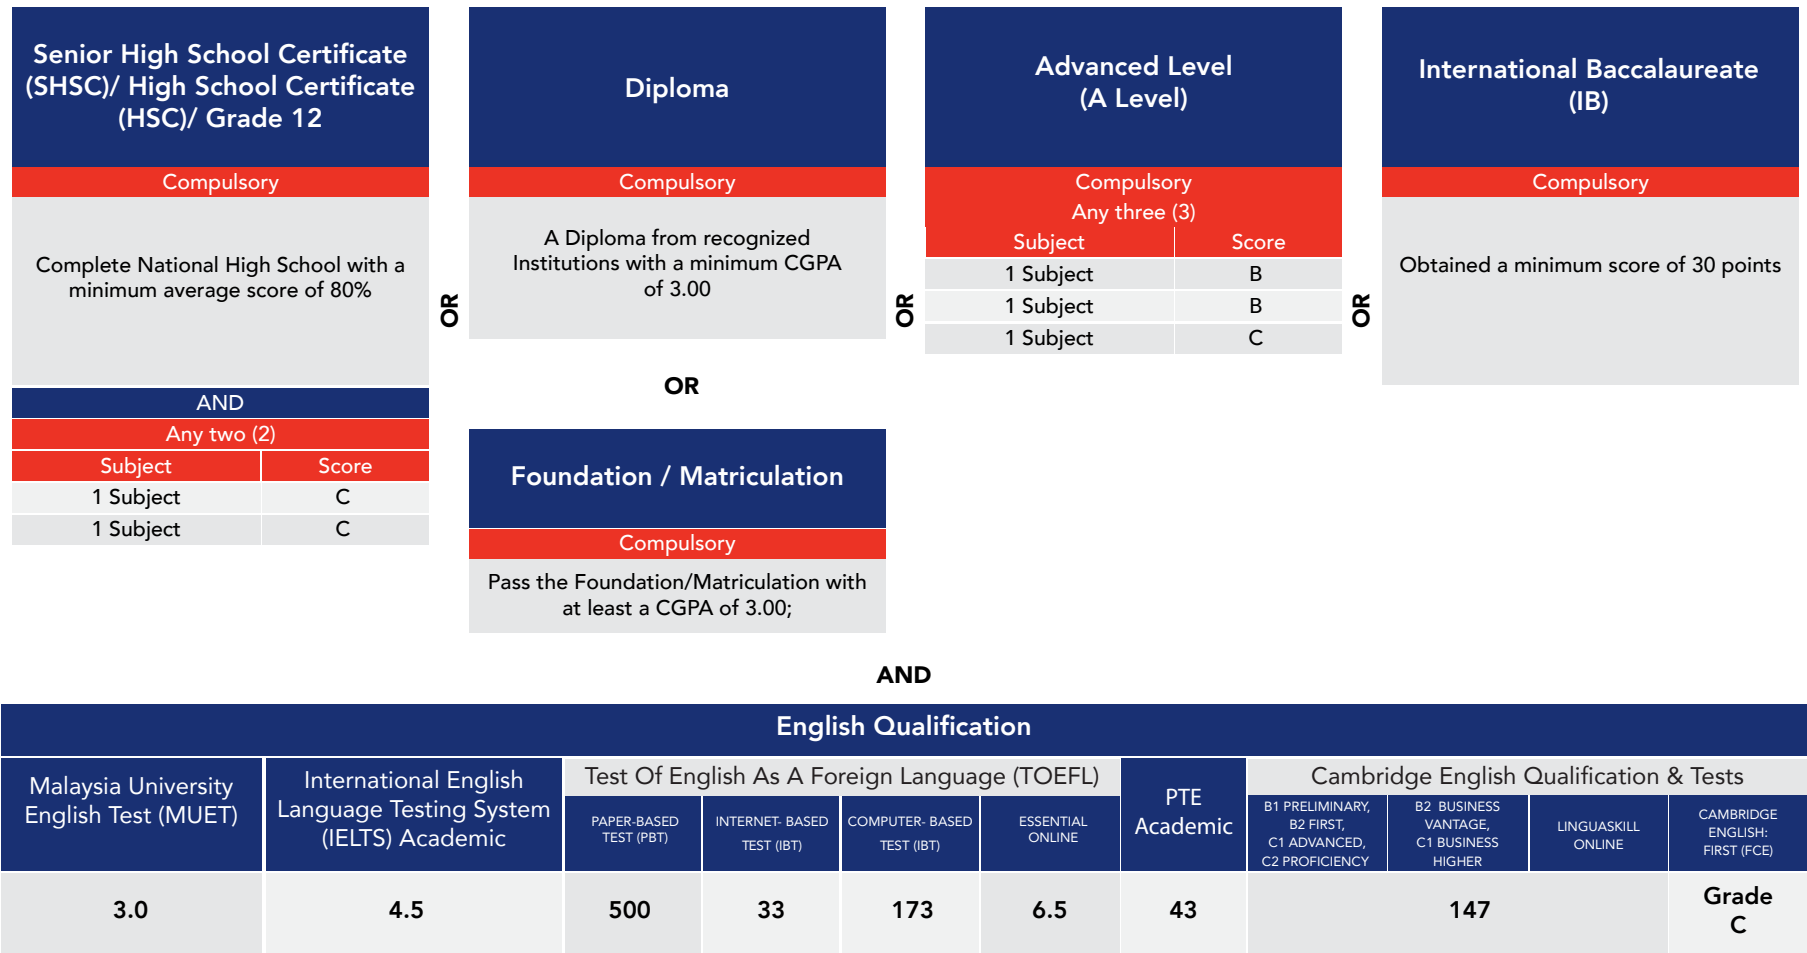 Senior High School Certificate
(SHSC)/ High School Certificate
(HSC)/ Grade 12
Compulsory
Complete National High School with a
minimum average score of 80%
AND
Any two (2)
Subject Score
1 Subject C
1 Subject C
OR
Diploma
Compulsory
A Diploma from recognized
Institutions with a minimum CGPA
of 3.00
OR
Foundation / Matriculation
Compulsory
Pass the Foundation/Matriculation with
at least a CGPA of 3.00;
OR
Advanced Level
(A Level)
Compulsory
Any three (3)
Subject Score
1 Subject B
1 Subject B
1 Subject C
OR
International Baccalaureate
(IB)
Compulsory
Obtained a minimum score of 30 points
AND
English Qualification
Malaysia University
English Test (MUET)
International English
Language Testing System
(IELTS) Academic
Test Of English As A Foreign Language (TOEFL)
PAPER-BASED
TEST (PBT)
INTERNET- BASED
TEST (IBT)
COMPUTER- BASED
TEST (IBT)
ESSENTIAL
ONLINE
PTE
Academic
Cambridge English Qualification & Tests
B1 PRELIMINARY,
B2 FIRST,
C1 ADVANCED,
C2 PROFICIENCY
B2 BUSINESS
VANTAGE,
C1 BUSINESS
HIGHER
LINGUASKILL
ONLINE
CAMBRIDGE
ENGLISH:
FIRST (FCE)
3.0 4.5 500 33 173 6.5 43 147 Grade
C